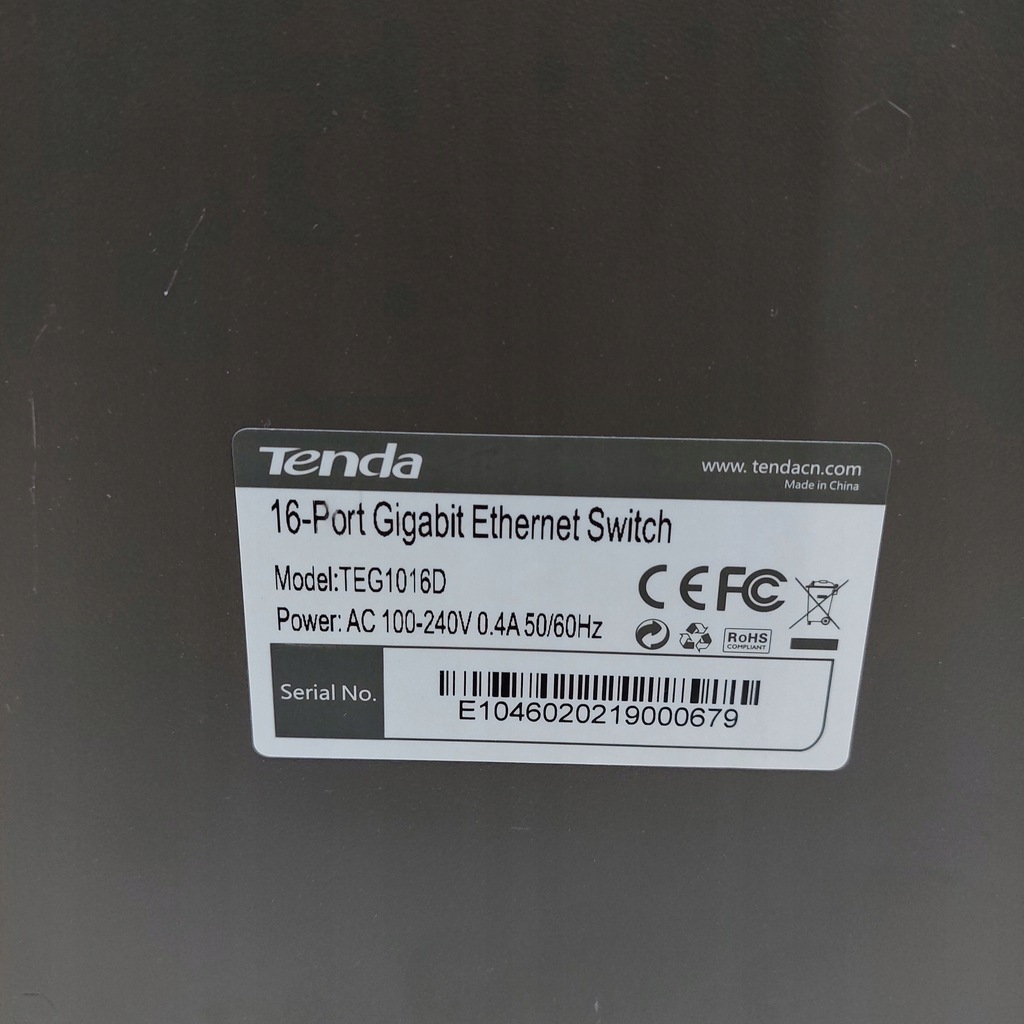 Tenda
www. tendacn.com
Made in China
16-Port Gigabit Ethernet Switch
Model:TEG1016D
Power: AC 100-240V 0.4A 50/60Hz
CE FC
RoHS
COMPLIANT
Serial No.
E1046020219000679